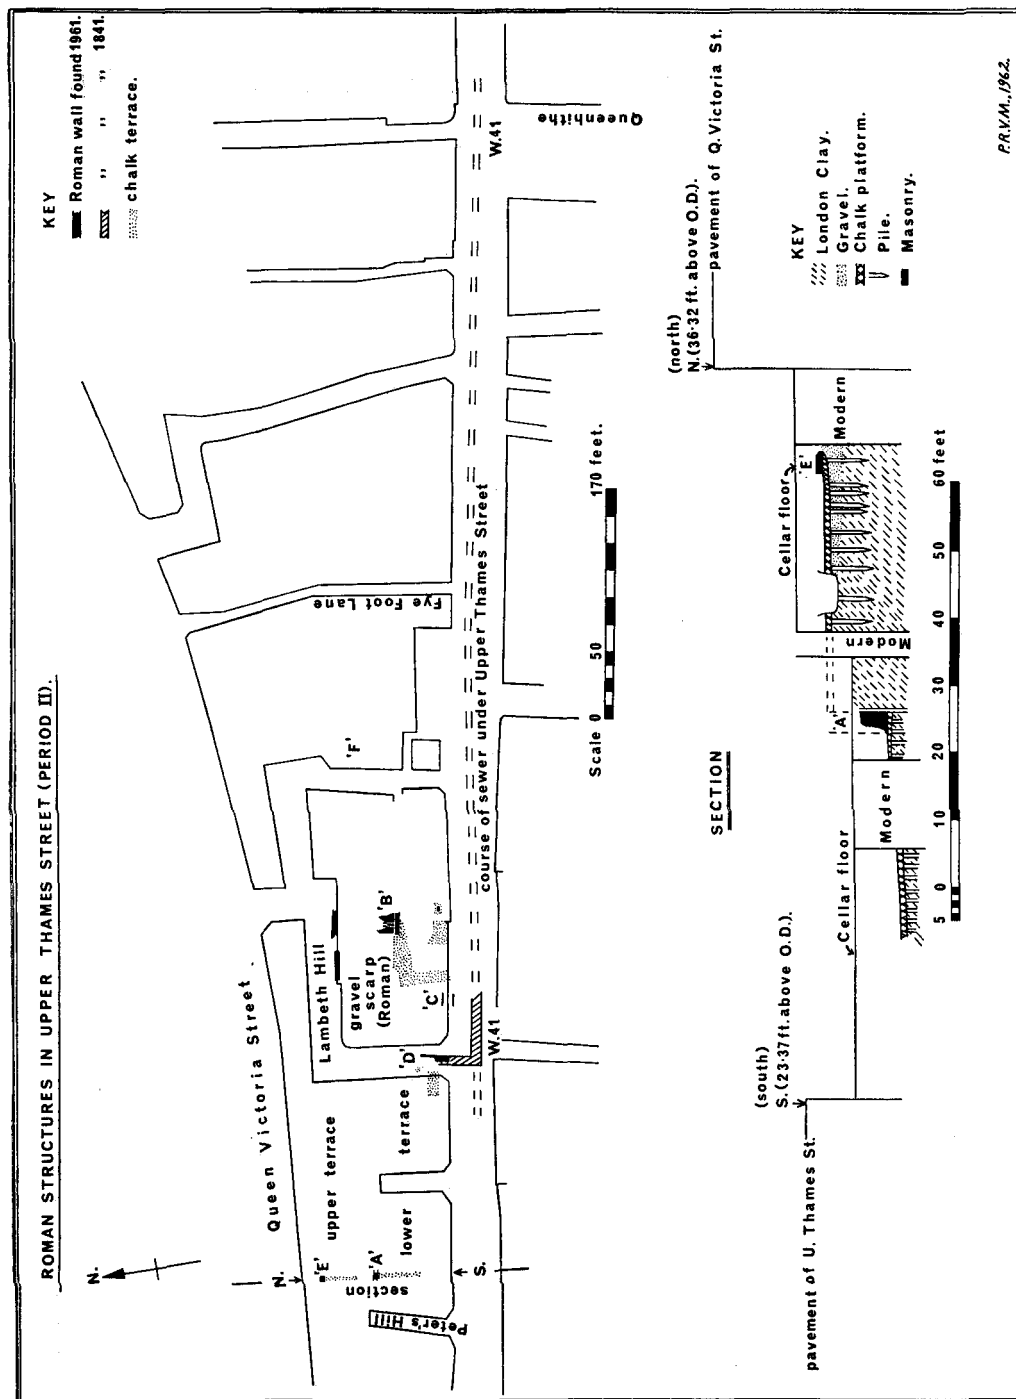 ROMAN STRUCTURES IN UPPER THAMES STREET (PERIOD II).
KEY
Roman wall found 1961.
" " " 1841.
chalk terrace.
N.
Queen Victoria Street
Lambeth Hill
gravel
scarp
(Roman)
'B'
'C'
'D'
'F'
Fye Foot Lane
N.
'E'
upper terrace
'A'
lower terrace
section
S.
Peter's Hill
W.41
course of sewer under Upper Thames Street
W.41
Queenhithe
Scale 0 50 170 feet.
SECTION
(south)
S.(23·37 ft. above O.D.).
pavement of U. Thames St.
Cellar floor
Modern
'A'
Modern
Cellar floor
'E'
Modern
(north)
N.(36·32 ft. above O.D.).
pavement of Q. Victoria St.
KEY
London Clay.
Gravel.
Chalk platform.
Pile.
Masonry.
5 0 10 20 30 40 50 60 feet
P.R.V.M., 1962.